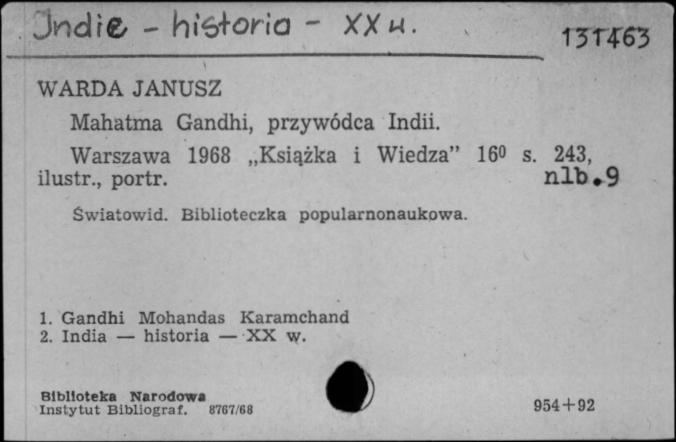 Indie - historia - XX w.
131463
WARDA JANUSZ
Mahatma Gandhi, przywódca Indii.
Warszawa 1968 „Książka i Wiedza” 16⁰ s. 243,
ilustr., portr. nlb.9
Światowid. Biblioteczka popularnonaukowa.
1. Gandhi Mohandas Karamchand
2. India — historia — XX w.
Biblioteka Narodowa
Instytut Bibliograf. 8767/68
954+92